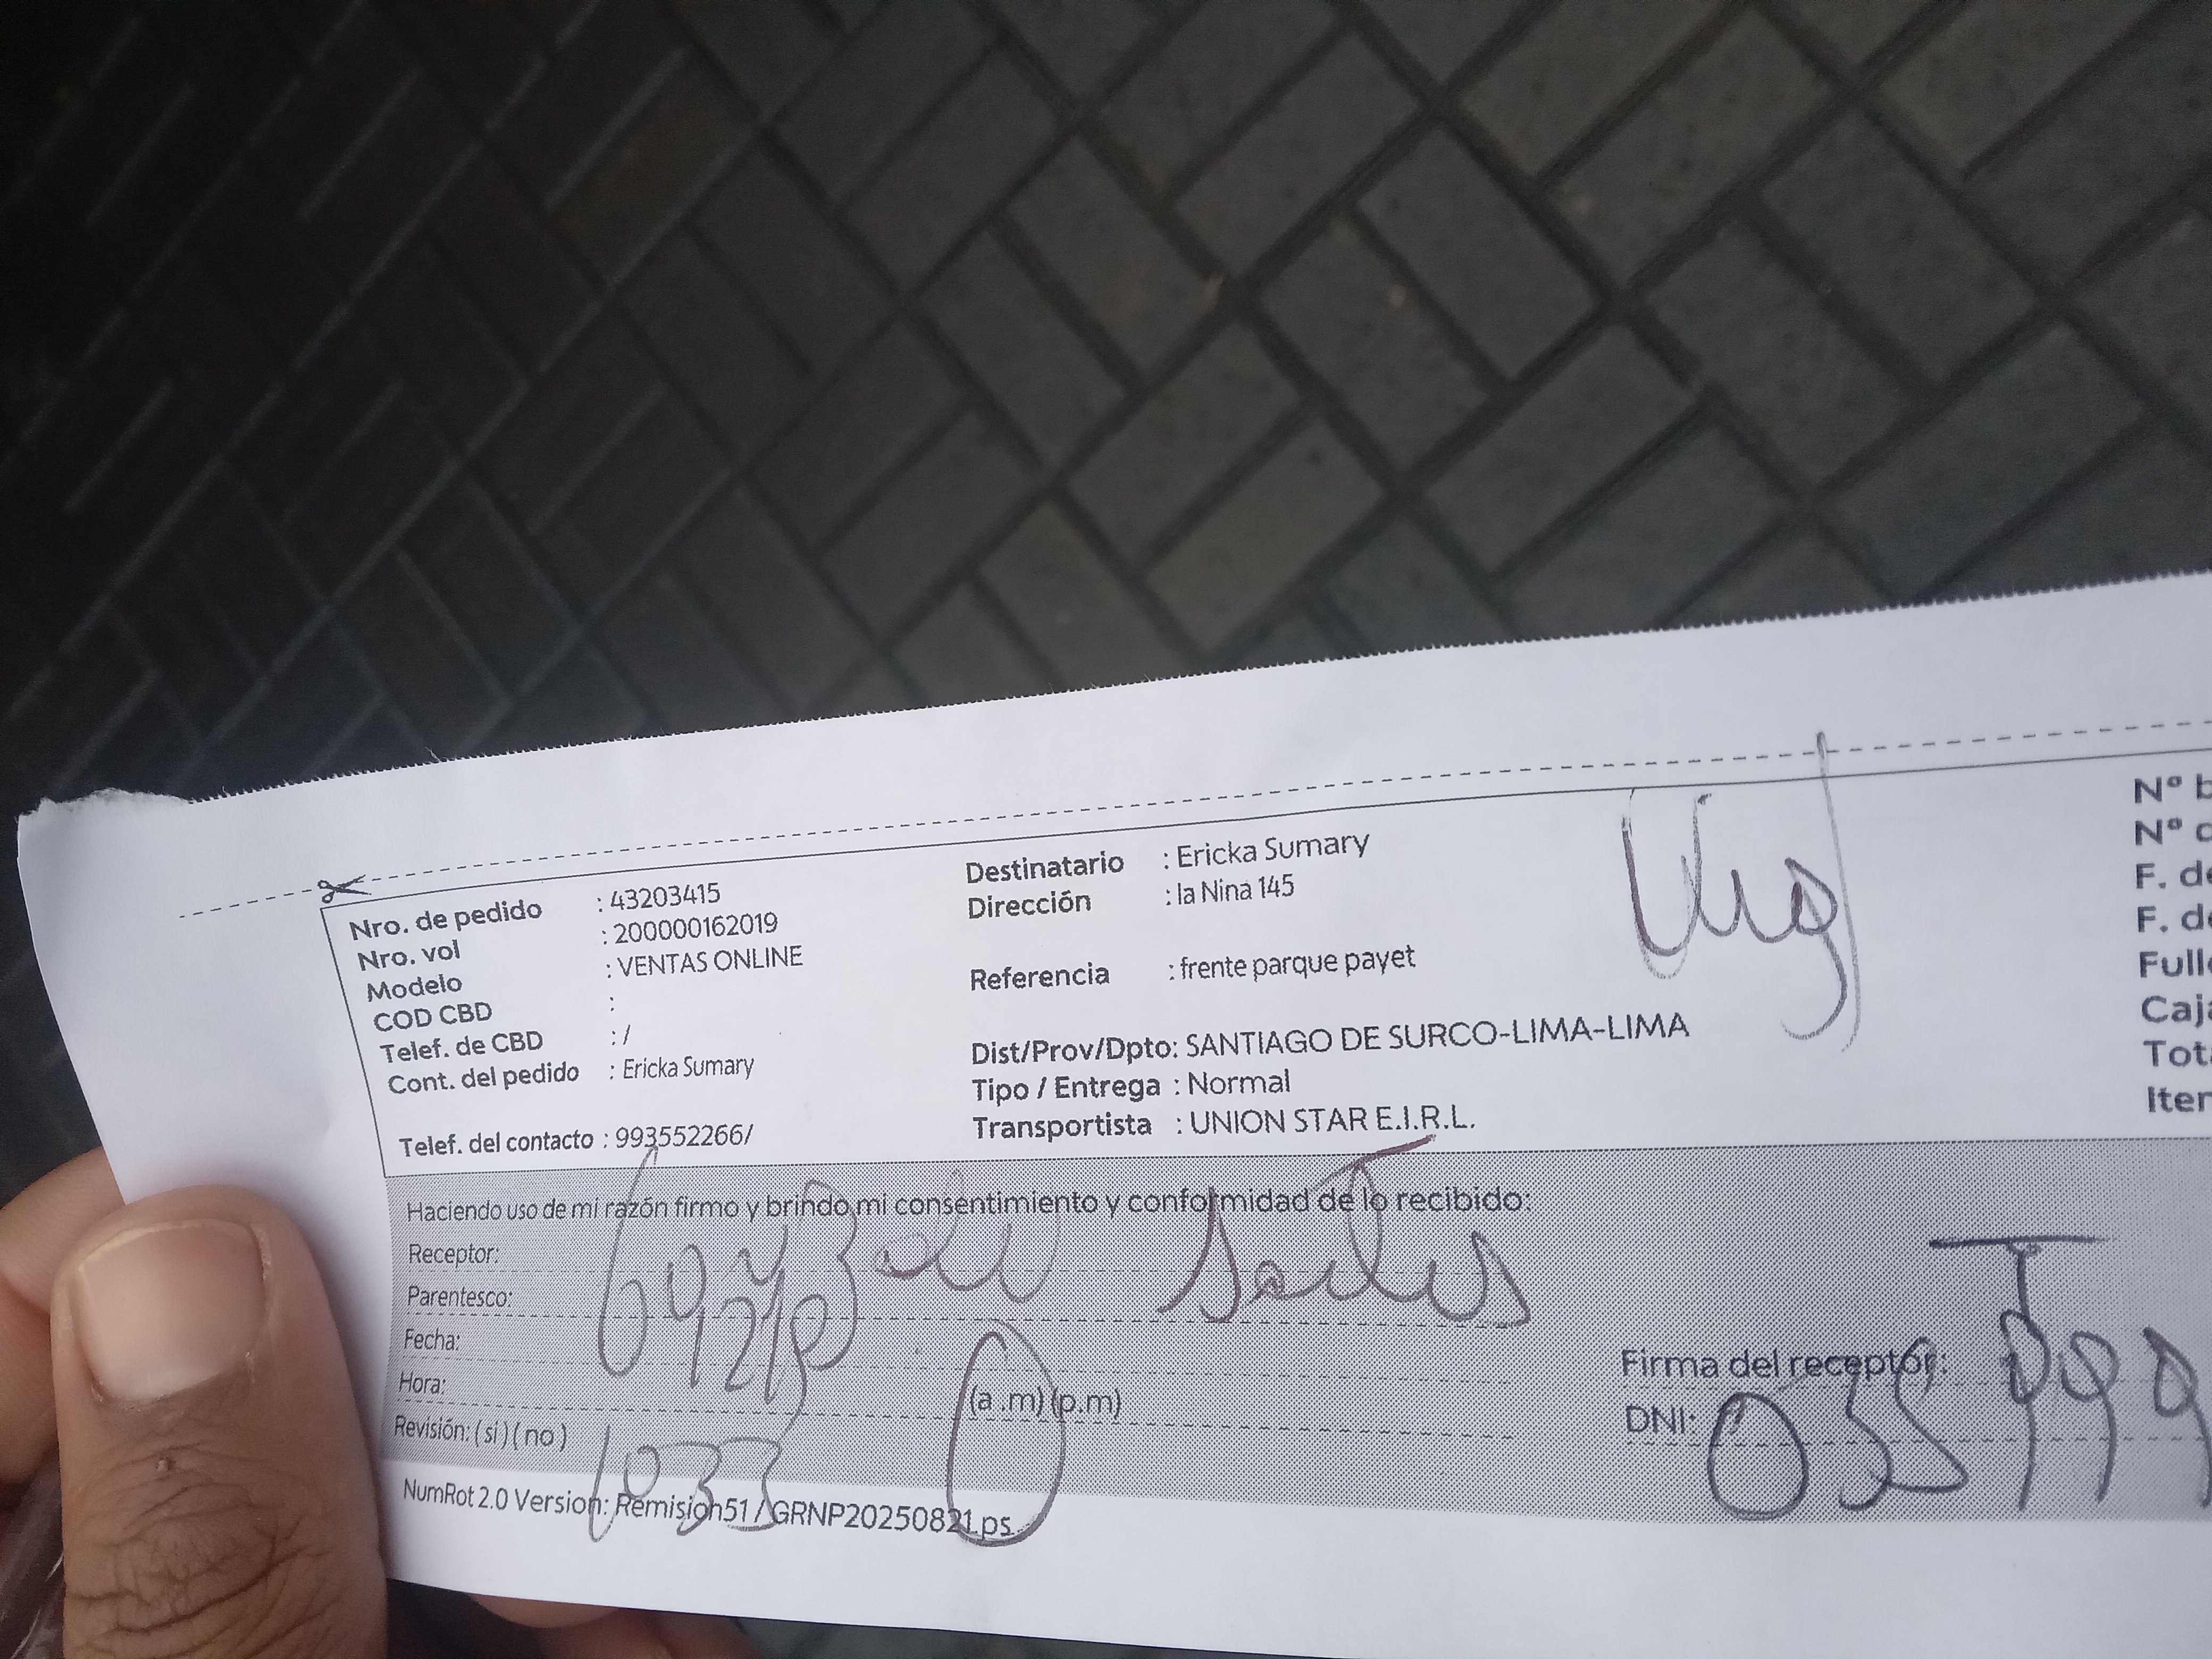 Nro. de pedido : 43203415
Nro. vol : 200000162019
Modelo : VENTAS ONLINE
COD CBD :
Telef. de CBD : /
Cont. del pedido : Ericka Sumary
Telef. del contacto : 993552266/
Destinatario : Ericka Sumary
Dirección : la Nina 145
Referencia : frente parque payet
Dist/Prov/Dpto: SANTIAGO DE SURCO-LIMA-LIMA
Tipo / Entrega : Normal
Transportista : UNION STAR E.I.R.L.
Nº
Nº
F.
F.
Haciendo uso de mi razón firmo y brindo mi consentimiento y conformidad de lo recibido:
Receptor:
Parentesco:
Fecha:
Hora: (a.m) (p.m)
Revisión: ( si ) ( no )
1033
Firma del receptor:
DNI:
NumRot 2.0 Version: Remision51 / GRNP20250821.ps